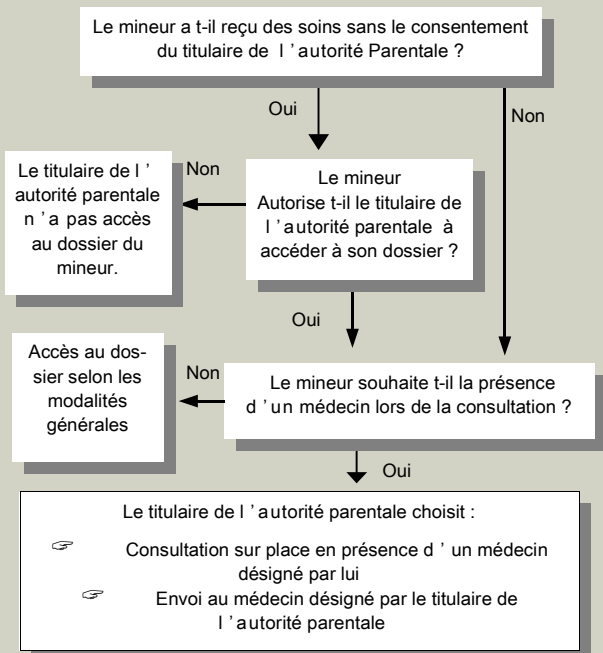 Le mineur a t-il reçu des soins sans le consentement
du titulaire de l ’ autorité Parentale ?
Oui
Non
Le titulaire de l ’
autorité parentale
n ’ a pas accès
au dossier du
mineur.
Non
Le mineur
Autorise t-il le titulaire de
l ’ autorité parentale à
accéder à son dossier ?
Oui
Accès au dos-
sier selon les
modalités
générales
Non
Le mineur souhaite t-il la présence
d ’ un médecin lors de la consultation ?
Oui
Le titulaire de l ’ autorité parentale choisit :
☞ Consultation sur place en présence d ’ un médecin
désigné par lui
☞ Envoi au médecin désigné par le titulaire de
l ’ autorité parentale